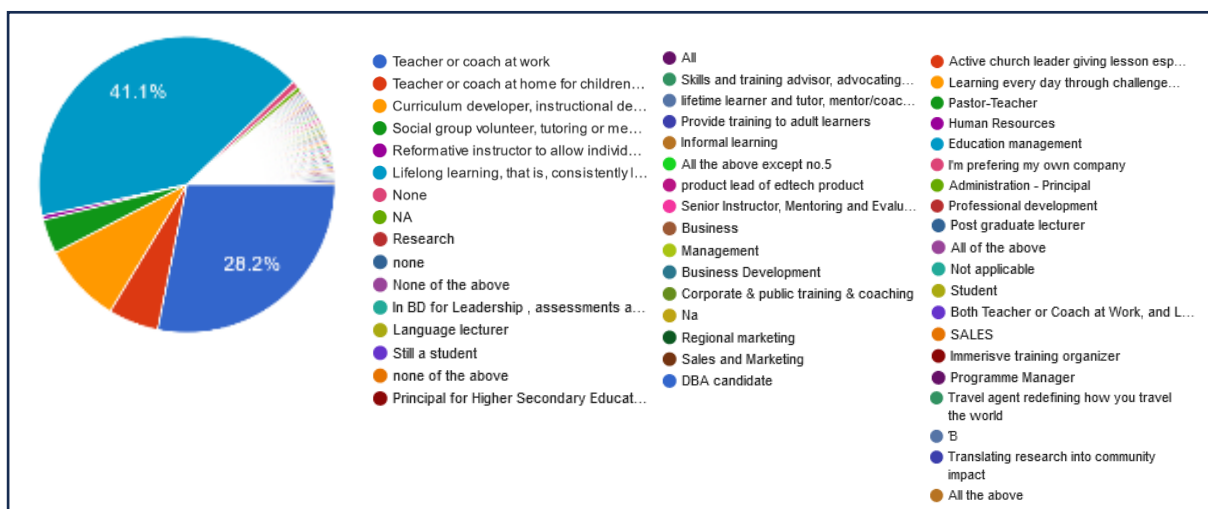 41.1%
28.2%
Teacher or coach at work
Teacher or coach at home for children...
Curriculum developer, instructional de...
Social group volunteer, tutoring or me...
Reformative instructor to allow individ...
Lifelong learning, that is, consistently l...
None
NA
Research
none
None of the above
In BD for Leadership , assessments a...
Language lecturer
Still a student
none of the above
Principal for Higher Secondary Educat...
All
Skills and training advisor, advocating...
lifetime learner and tutor, mentor/coac...
Provide training to adult learners
Informal learning
All the above except no.5
product lead of edtech product
Senior Instructor, Mentoring and Evalu...
Business
Management
Business Development
Corporate & public training & coaching
Na
Regional marketing
Sales and Marketing
DBA candidate
Active church leader giving lesson esp...
Learning every day through challenge...
Pastor-Teacher
Human Resources
Education management
I'm prefering my own company
Administration - Principal
Professional development
Post graduate lecturer
All of the above
Not applicable
Student
Both Teacher or Coach at Work, and L...
SALES
Immerisve training organizer
Programme Manager
Travel agent redefining how you travel
the world
Ɓ
Translating research into community
impact
All the above